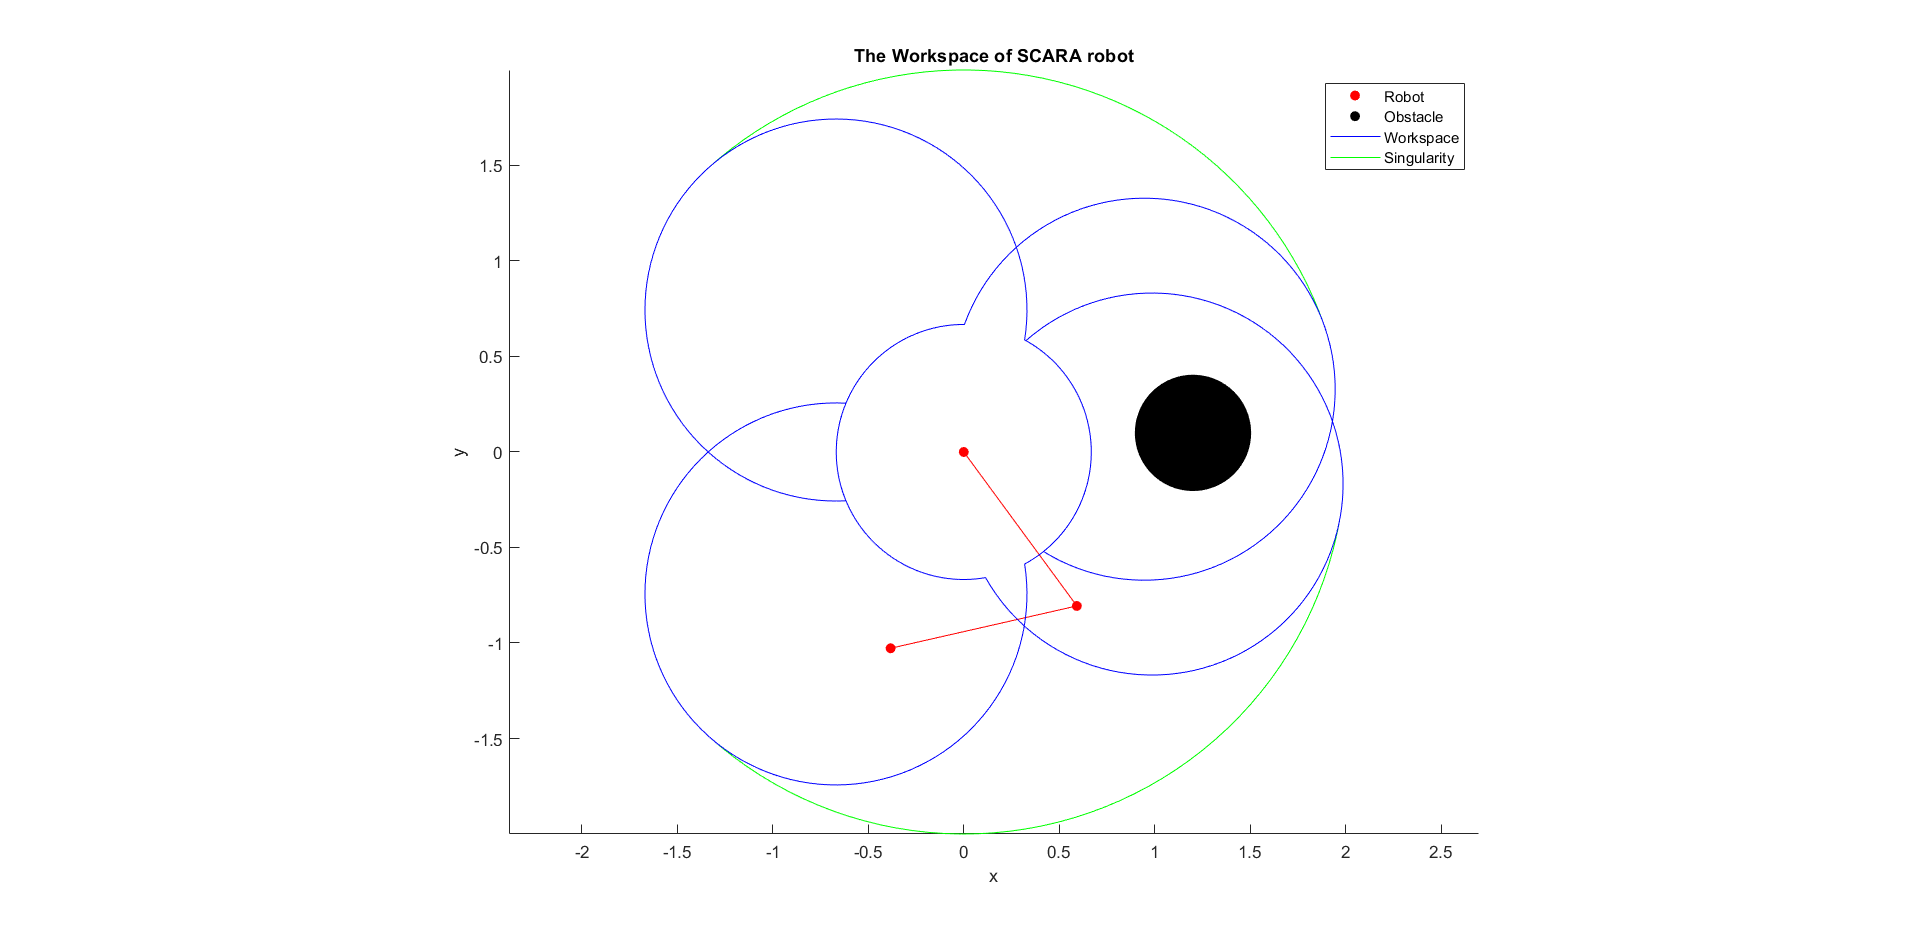 The Workspace of SCARA robot
Robot
Obstacle
Workspace
Singularity
1.5
1
0.5
0
-0.5
-1
-1.5
y
-2 -1.5 -1 -0.5 0 0.5 1 1.5 2 2.5
x